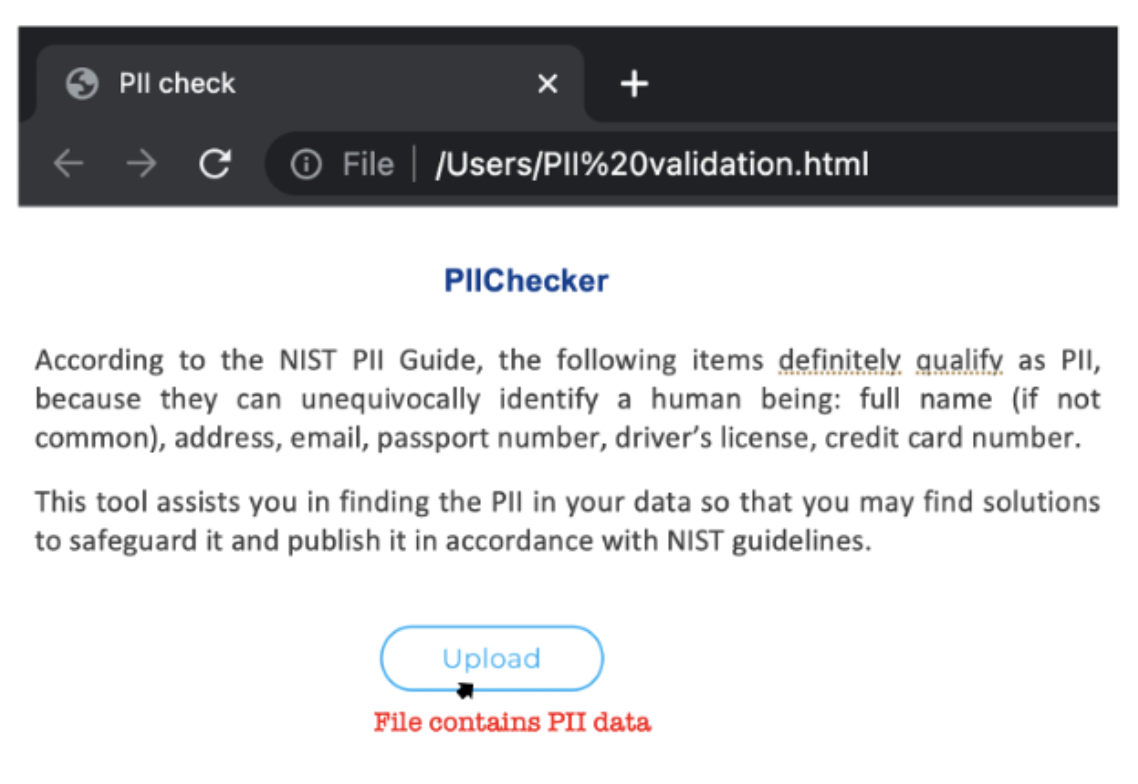 PII check
File | /Users/PII%20validation.html
PIIChecker
According to the NIST PII Guide, the following items definitely qualify as PII,
because they can unequivocally identify a human being: full name (if not
common), address, email, passport number, driver’s license, credit card number.
This tool assists you in finding the PII in your data so that you may find solutions
to safeguard it and publish it in accordance with NIST guidelines.
Upload
File contains PII data